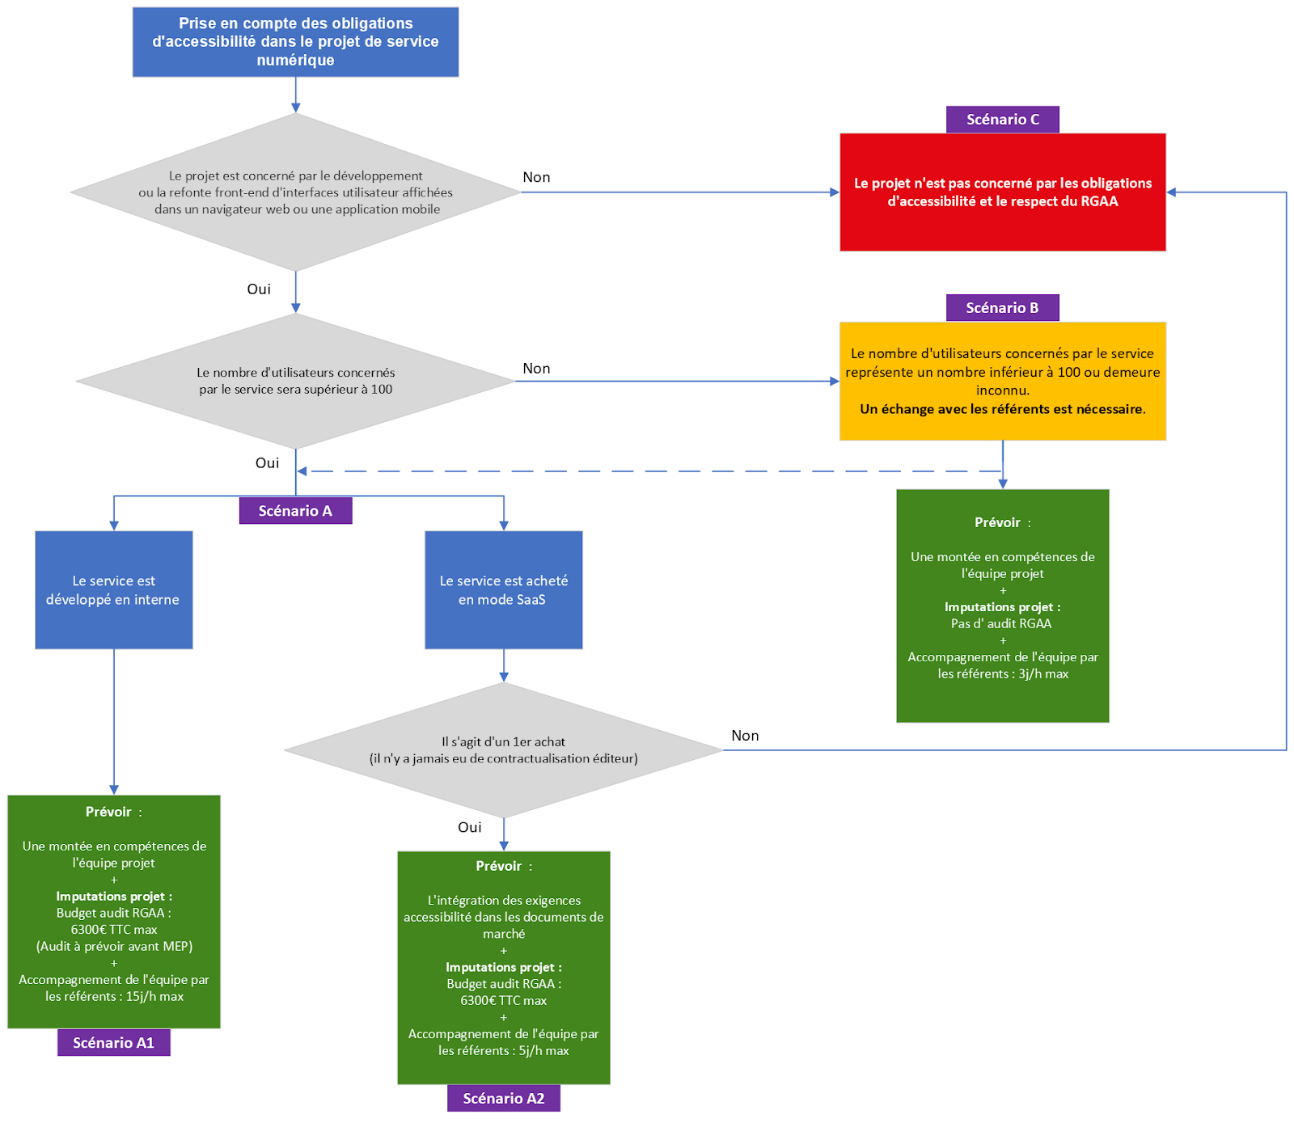 Prise en compte des obligations
d'accessibilité dans le projet de service
numérique
Le projet est concerné par le développement
ou la refonte front-end d'interfaces utilisateur affichées
dans un navigateur web ou une application mobile
Non
Scénario C
Le projet n'est pas concerné par les obligations
d'accessibilité et le respect du RGAA
Oui
Le nombre d'utilisateurs concernés
par le service sera supérieur à 100
Non
Scénario B
Le nombre d'utilisateurs concernés par le service
représente un nombre inférieur à 100 ou demeure
inconnu.
Un échange avec les référents est nécessaire.
Oui
Scénario A
Prévoir :
Une montée en compétences de
l'équipe projet
+
Imputations projet :
Pas d' audit RGAA
+
Accompagnement de l'équipe par
les référents : 3j/h max
Le service est
développé en interne
Le service est acheté
en mode SaaS
Il s'agit d'un 1er achat
(il n'y a jamais eu de contractualisation éditeur)
Non
Oui
Prévoir :
Une montée en compétences de
l'équipe projet
+
Imputations projet :
Budget audit RGAA :
6300€ TTC max
(Audit à prévoir avant MEP)
+
Accompagnement de l'équipe par
les référents : 15j/h max
Scénario A1
Prévoir :
L'intégration des exigences
accessibilité dans les documents de
marché
+
Imputations projet :
Budget audit RGAA :
6300€ TTC max
+
Accompagnement de l'équipe par
les référents : 5j/h max
Scénario A2